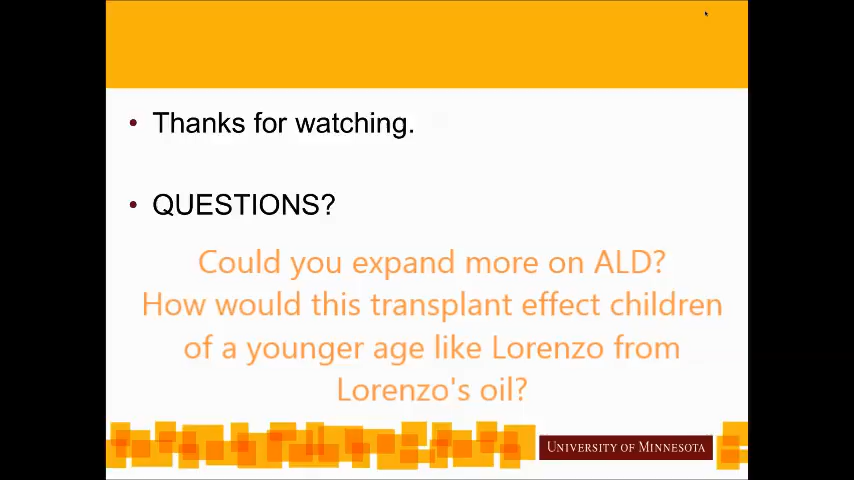 • Thanks for watching.
• QUESTIONS?
Could you expand more on ALD?
How would this transplant effect children
of a younger age like Lorenzo from
Lorenzo's oil?
UNIVERSITY OF MINNESOTA